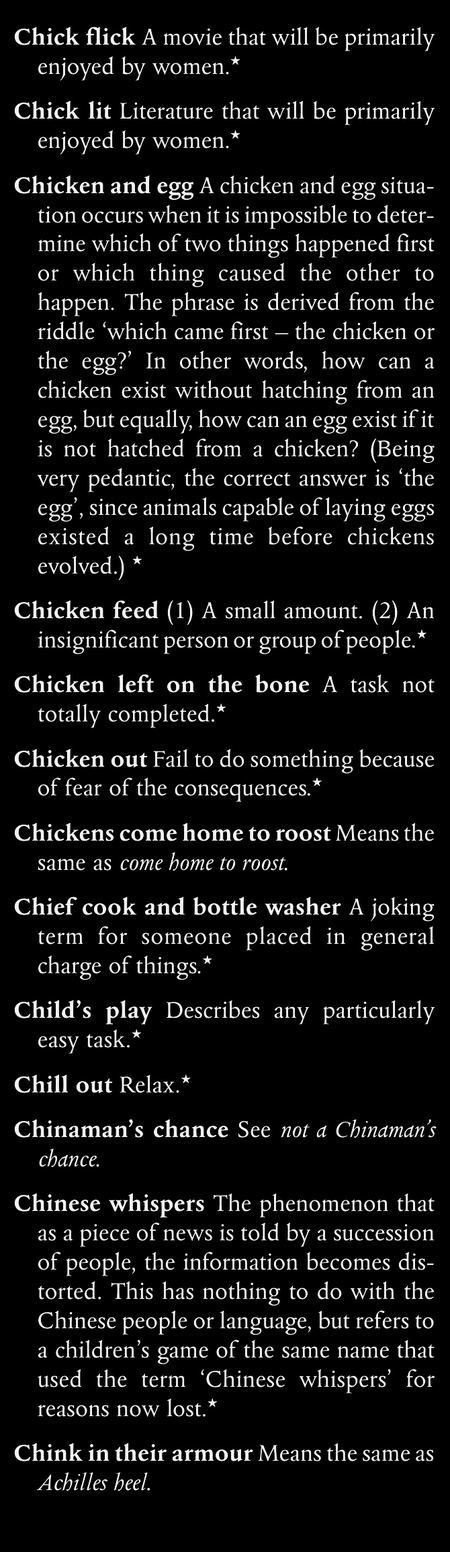 Chick flick A movie that will be primarily
enjoyed by women.★
Chick lit Literature that will be primarily
enjoyed by women.★
Chicken and egg A chicken and egg situa-
tion occurs when it is impossible to deter-
mine which of two things happened first
or which thing caused the other to
happen. The phrase is derived from the
riddle ‘which came first – the chicken or
the egg?’ In other words, how can a
chicken exist without hatching from an
egg, but equally, how can an egg exist if it
is not hatched from a chicken? (Being
very pedantic, the correct answer is ‘the
egg’, since animals capable of laying eggs
existed a long time before chickens
evolved.) ★
Chicken feed (1) A small amount. (2) An
insignificant person or group of people.★
Chicken left on the bone A task not
totally completed.★
Chicken out Fail to do something because
of fear of the consequences.★
Chickens come home to roost Means the
same as come home to roost.
Chief cook and bottle washer A joking
term for someone placed in general
charge of things.★
Child’s play Describes any particularly
easy task.★
Chill out Relax.★
Chinaman’s chance See not a Chinaman’s
chance.
Chinese whispers The phenomenon that
as a piece of news is told by a succession
of people, the information becomes dis-
torted. This has nothing to do with the
Chinese people or language, but refers to
a children’s game of the same name that
used the term ‘Chinese whispers’ for
reasons now lost.★
Chink in their armour Means the same as
Achilles heel.